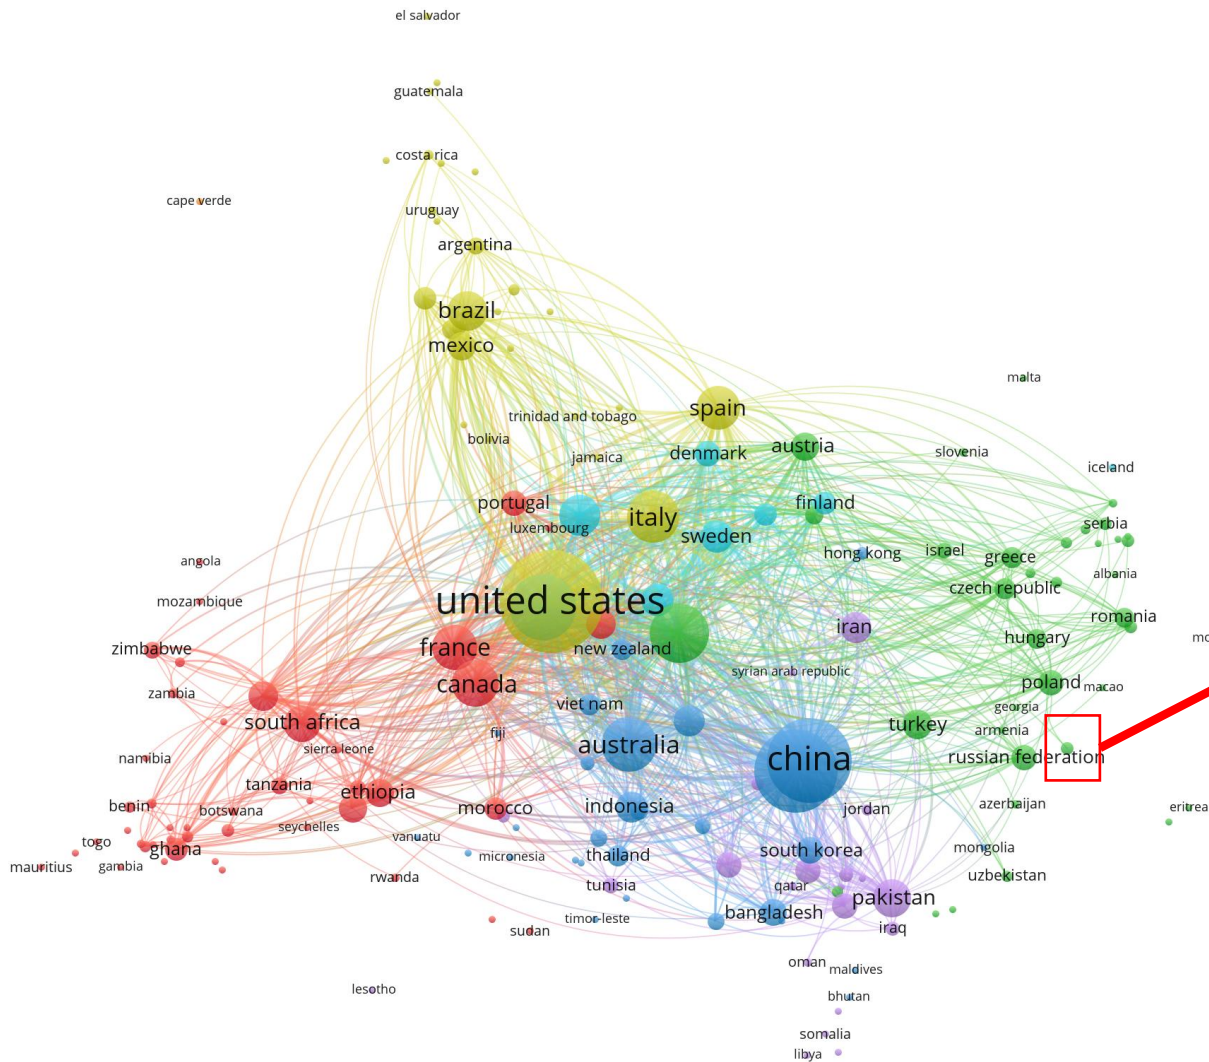 el salvador
guatemala
costa rica
cape verde
uruguay
argentina
brazil
mexico
malta
spain
trinidad and tobago
bolivia
denmark
austria
jamaica
slovenia
iceland
portugal
finland
luxembourg
italy
serbia
sweden
hong kong
israel
greece
angola
albania
czech republic
mozambique
united states
romania
iran
hungary
mo
zimbabwe
france
new zealand
syrian arab republic
canada
poland
macao
zambia
viet nam
georgia
south africa
turkey
fiji
armenia
sierra leone
australia
namibia
china
russian federation
tanzania
ethiopia
benin
botswana
morocco
indonesia
jordan
azerbaijan
eritrea
seychelles
vanuatu
togo
ghana
micronesia
thailand
south korea
mongolia
mauritius
gambia
rwanda
tunisia
qatar
uzbekistan
pakistan
timor-leste
bangladesh
sudan
iraq
oman
maldives
lesotho
bhutan
somalia
libya